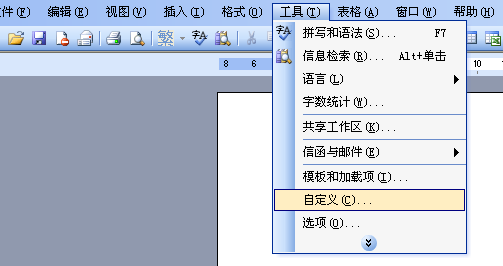 件(F) 编辑(E) 视图(V) 插入(I) 格式(O) 工具(T) 表格(A) 窗口(W) 帮助(H)
繁
8 6 10
拼写和语法(S)... F7
信息检索(R)... Alt+单击
语言(L)
字数统计(W)...
共享工作区(K)...
信函与邮件(E)
模板和加载项(I)...
自定义(C)...
选项(O)...